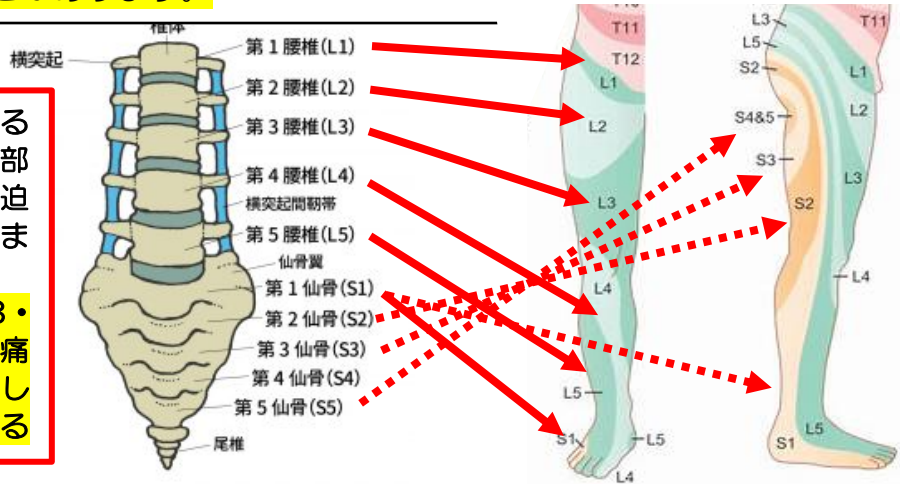 こあります。
椎体
横突起
第1腰椎(L1)
第2腰椎(L2)
第3腰椎(L3)
第4腰椎(L4)
横突起間靭帯
第5腰椎(L5)
仙骨翼
第1仙骨(S1)
第2仙骨(S2)
第3仙骨(S3)
第4仙骨(S4)
第5仙骨(S5)
尾椎
る
部
迫
ま
3・
痛
し
る
T11
T12
L1
L2
L3
L4
L5
S1
L5
L4
L3
L5
S2
S4&5
S3
T11
L1
L2
L3
S2
L4
L5
S1